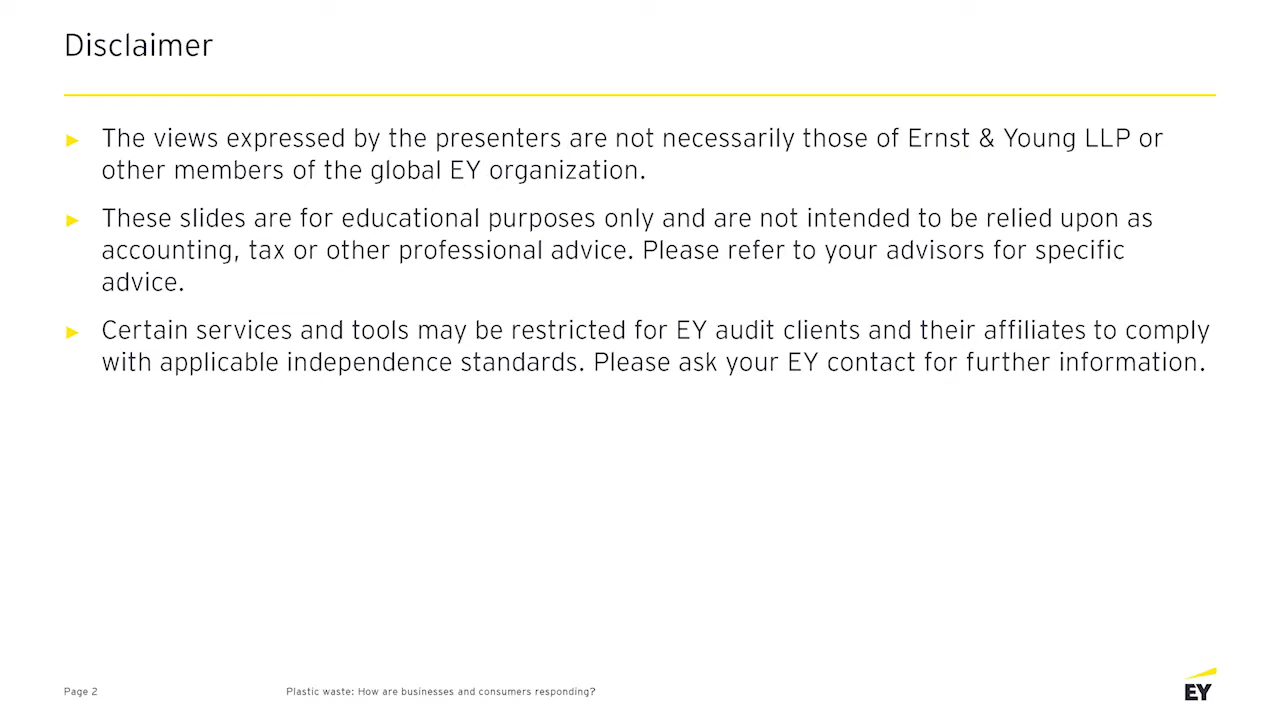 Disclaimer
► The views expressed by the presenters are not necessarily those of Ernst & Young LLP or
other members of the global EY organization.
► These slides are for educational purposes only and are not intended to be relied upon as
accounting, tax or other professional advice. Please refer to your advisors for specific
advice.
► Certain services and tools may be restricted for EY audit clients and their affiliates to comply
with applicable independence standards. Please ask your EY contact for further information.
Page 2
Plastic waste: How are businesses and consumers responding?
EY